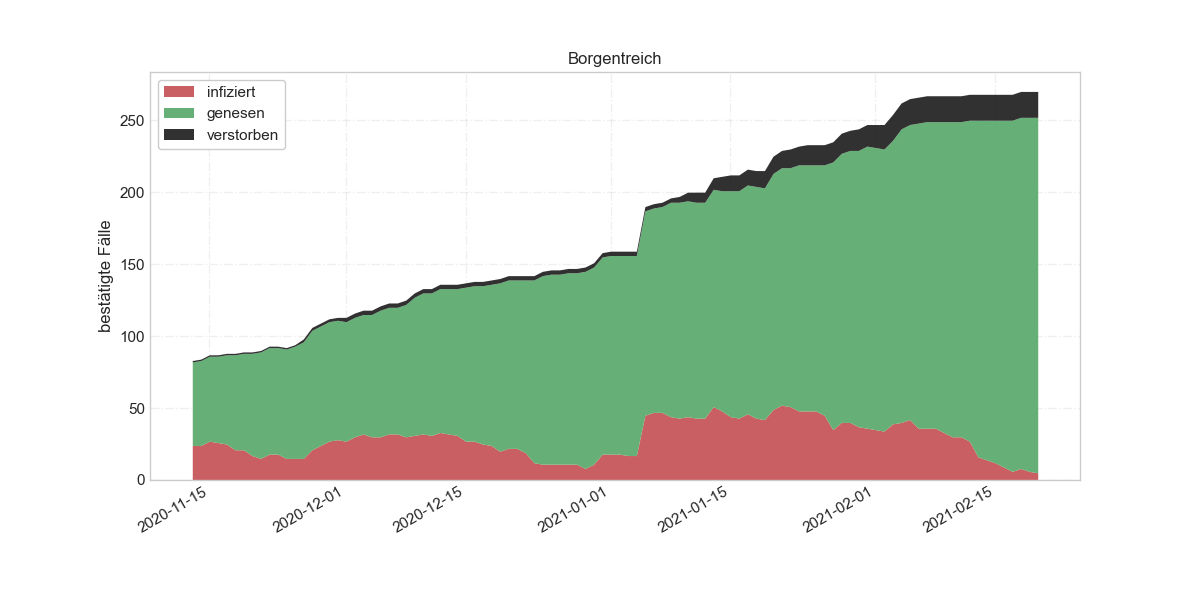 Borgentreich
infiziert
genesen
verstorben
bestätigte Fälle
250
200
150
100
50
0
2020-11-15
2020-12-01
2020-12-15
2021-01-01
2021-01-15
2021-02-01
2021-02-15